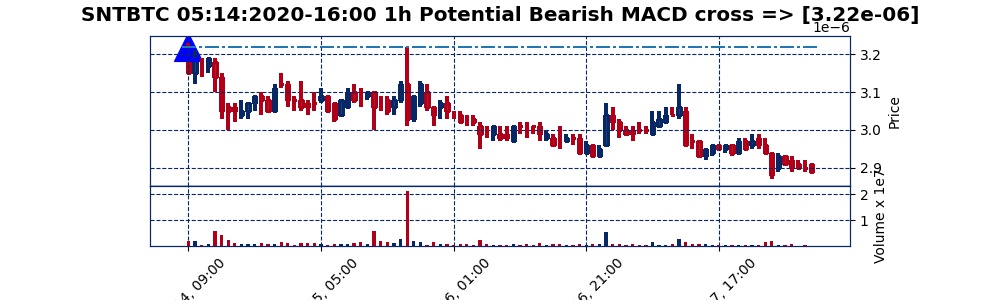 SNTBTC 05:14:2020-16:00 1h Potential Bearish MACD cross => [3.22e-06]
1e−6
3.2
3.1
3.0
2.9
Price
2
1
Volume x 1e7
4, 09:00
5, 05:00
6, 01:00
6, 21:00
7, 17:00